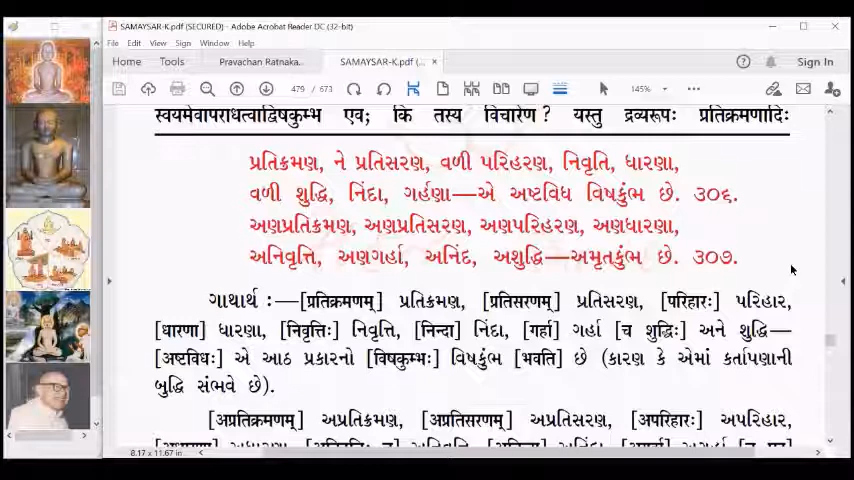 SAMAYSAR-K.pdf (SECURED) - Adobe Acrobat Reader DC (32-bit)
File Edit View Sign Window Help
Home Tools Pravachan Ratnaka... SAMAYSAR-K.pdf (... × Sign In
479 / 673 145%
स्वयमेवापराधत्वाद्विषकुम्भ एव; किं तस्य विचारेण ? यस्तु द्रव्यरूपः प्रतिक्रमणादिः
પ્રતિક્રમણ, ને પ્રતિસરણ, વળી પરિહરણ, નિવૃતિ, ધારણા,
વળી શુદ્ધિ, નિંદા, ગર્હણા—એ અષ્ટવિધ વિષકુંભ છે. ૩૦૬.
અણપ્રતિક્રમણ, અણપ્રતિસરણ, અણપરિહરણ, અણધારણા,
અનિવૃત્તિ, અણગર્હા, અનિંદ, અશુદ્ધિ—અમૃતકુંભ છે. ૩૦૭.
ગાથાર્થ :—[प्रतिक्रमणम्] પ્રતિક્રમણ, [प्रतिसरणम्] પ્રતિસરણ, [परिहारः] પરિહાર,
[धारणा] ધારણા, [निवृत्तिः] નિવૃત્તિ, [निन्दा] નિંદા, [गर्हा] ગર્હા [च शुद्धिः] અને શુદ્ધિ—
[अष्टविधः] એ આઠ પ્રકારનો [विषकुम्भः] વિષકુંભ [भवति] છે (કારણ કે એમાં કર્તાપણાની
બુદ્ધિ સંભવે છે).
[अप्रतिक्रमणम्] અપ્રતિક્રમણ, [अप्रतिसरणम्] અપ્રતિસરણ, [अपरिहारः] અપરિહાર,
8.17 x 11.67 in